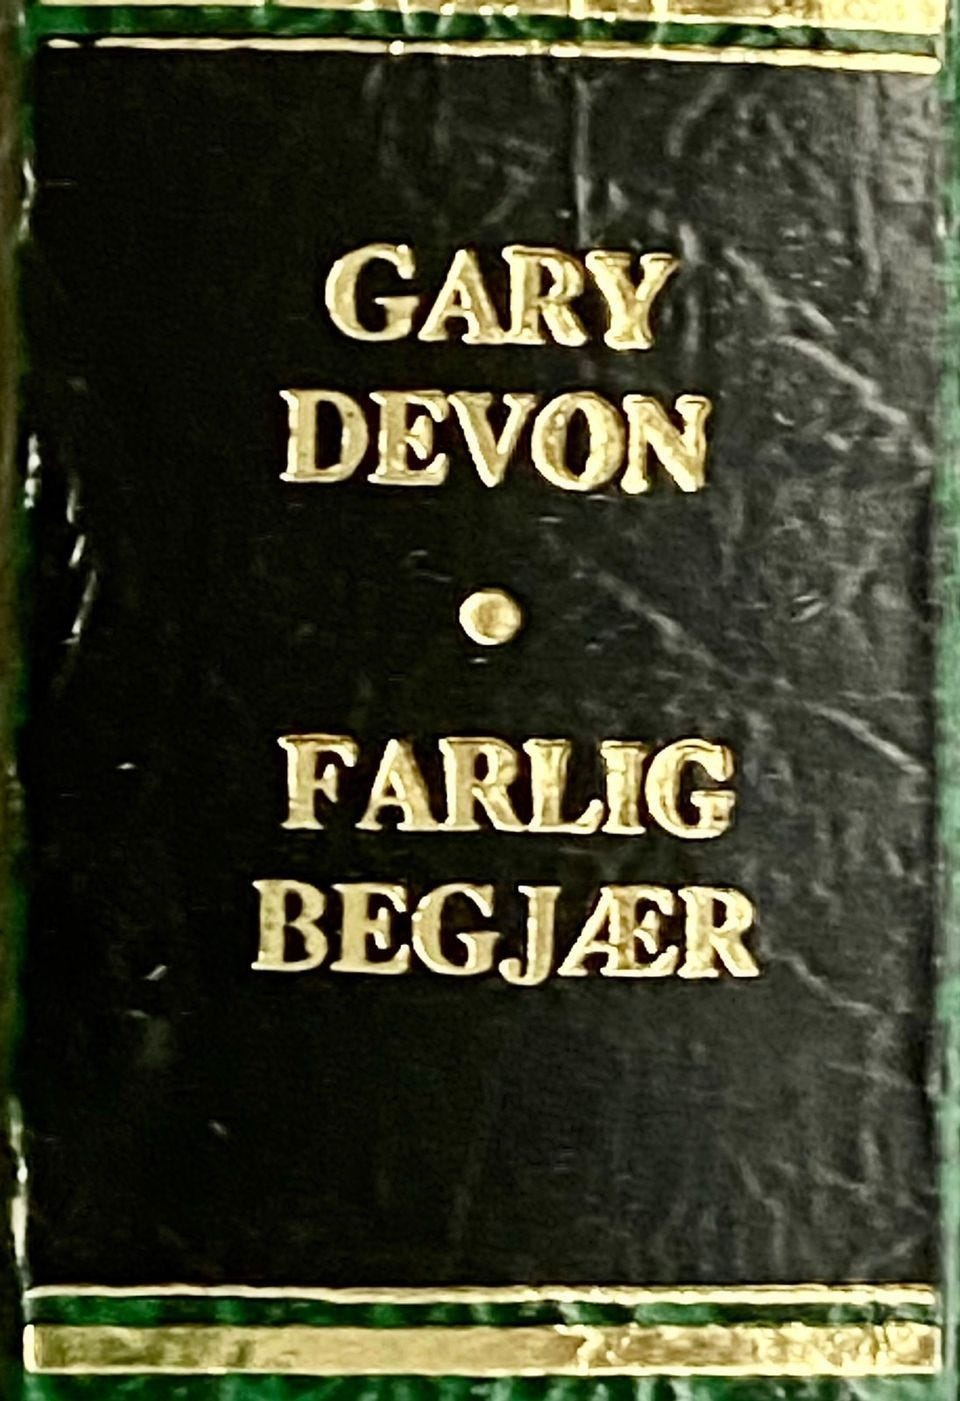 GARY
DEVON
•
FARLIG
BEGJÆR